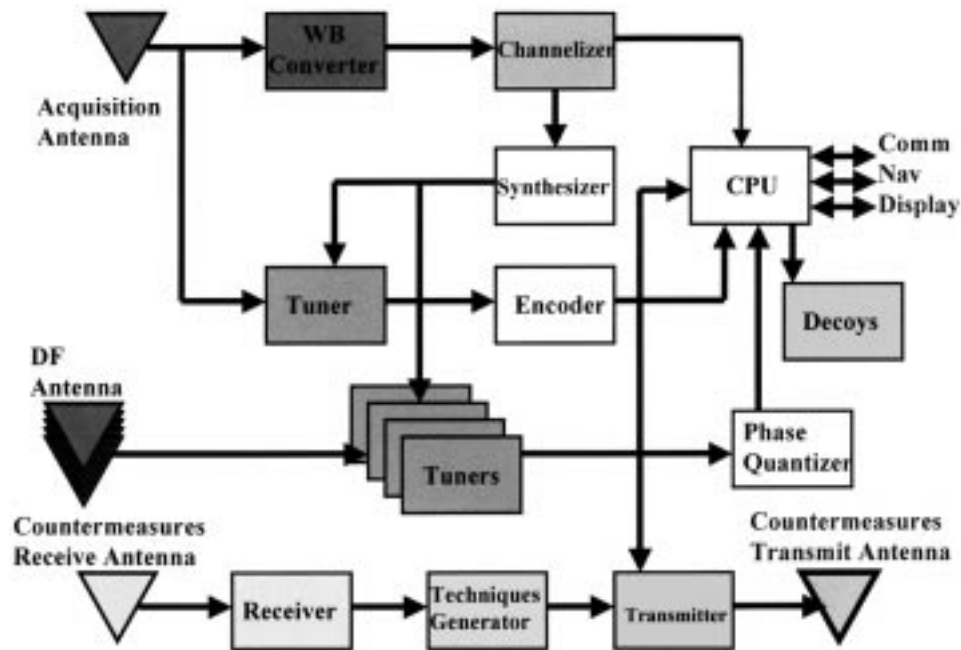 WB
Converter
Channelizer
Acquisition
Antenna
Synthesizer
CPU
Comm
Nav
Display
Tuner
Encoder
Decoys
DF
Antenna
Tuners
Phase
Quantizer
Countermeasures
Receive Antenna
Countermeasures
Transmit Antenna
Receiver
Techniques
Generator
Transmitter